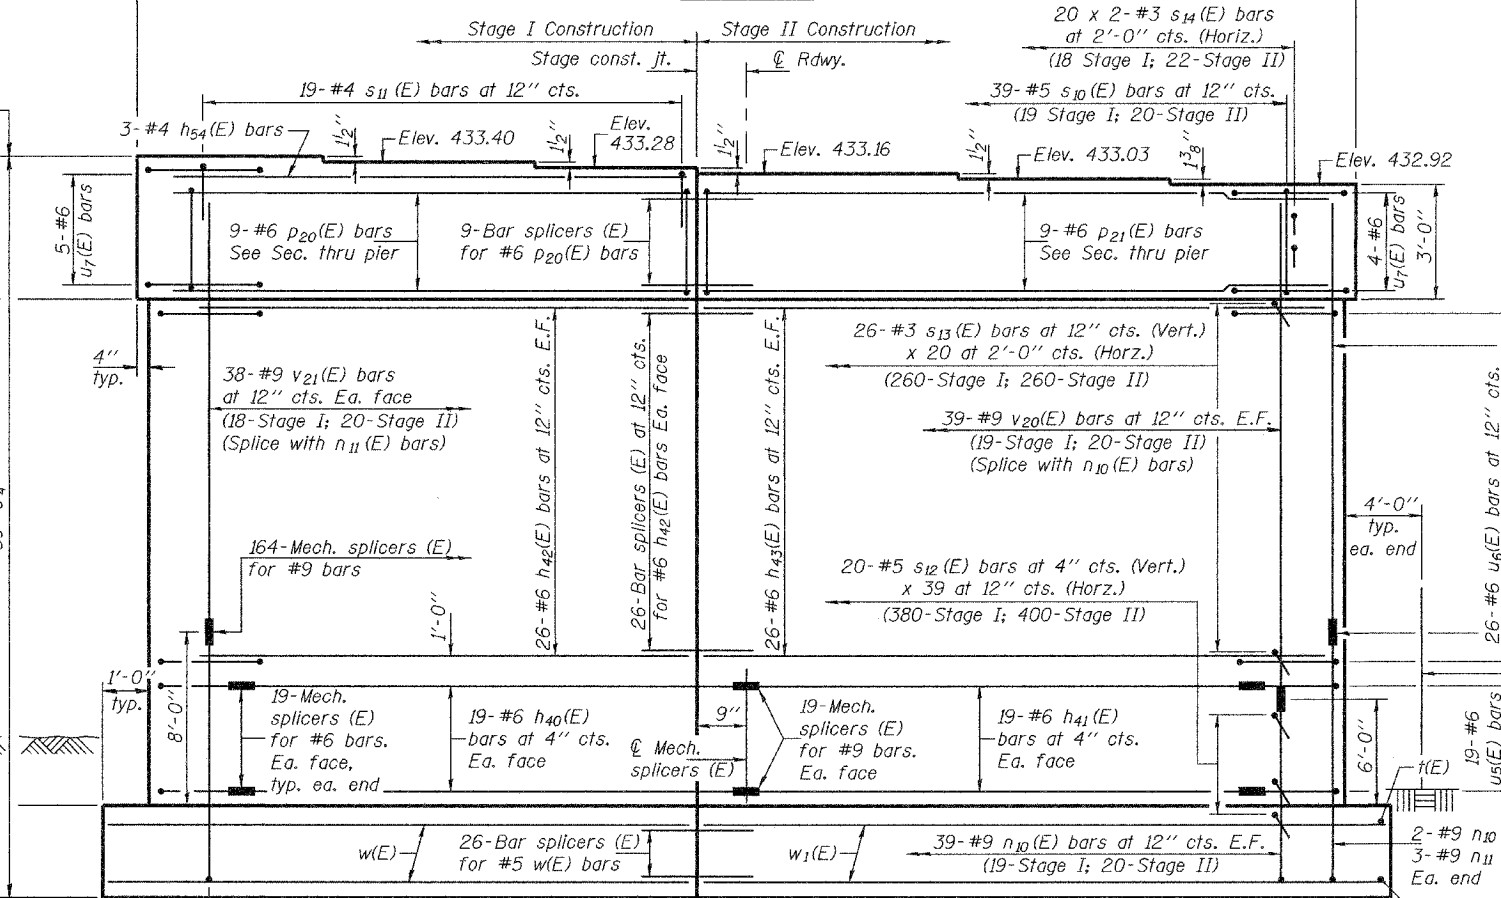 Stage I Construction
Stage II Construction
20 x 2-#3 s14(E) bars
at 2'-0" cts. (Horiz.)
(18 Stage I; 22-Stage II)
Stage const. jt.
℄ Rdwy.
19-#4 s11(E) bars at 12" cts.
39-#5 s10(E) bars at 12" cts.
(19 Stage I; 20-Stage II)
3-#4 h54(E) bars
1½"
Elev. 433.40
1½"
Elev.
433.28
1½"
Elev. 433.16
1½"
Elev. 433.03
1⅜"
Elev. 432.92
5-#6
u7(E) bars
9-#6 p20(E) bars
See Sec. thru pier
9-Bar splicers (E)
for #6 p20(E) bars
9-#6 p21(E) bars
See Sec. thru pier
4-#6
u7(E) bars
3'-0"
4"
typ.
38-#9 v21(E) bars
at 12" cts. Ea. face
(18-Stage I; 20-Stage II)
(Splice with n11(E) bars)
26-#6 h42(E) bars at 12" cts. E.F.
26-Bar splicers (E) at 12" cts.
for #6 h42(E) bars Ea. face
26-#6 h43(E) bars at 12" cts. E.F.
26-#3 s13(E) bars at 12" cts. (Vert.)
x 20 at 2'-0" cts. (Horz.)
(260-Stage I; 260-Stage II)
39-#9 v20(E) bars at 12" cts. E.F.
(19-Stage I; 20-Stage II)
(Splice with n10(E) bars)
26-#6 u6(E) bars at 12" cts.
4'-0"
typ.
ea. end
164-Mech. splicers (E)
for #9 bars
20-#5 s12(E) bars at 4" cts. (Vert.)
x 39 at 12" cts. (Horz.)
(380-Stage I; 400-Stage II)
1'-0"
1'-0"
typ.
8'-0"
19-Mech.
splicers (E)
for #6 bars.
Ea. face,
typ. ea. end
19-#6 h40(E)
bars at 4" cts.
Ea. face
9"
℄ Mech.
splicers (E)
19-Mech.
splicers (E)
for #9 bars.
Ea. face
19-#6 h41(E)
bars at 4" cts.
Ea. face
6'-0"
19-#6
u5(E) bars
t(E)
w(E)
26-Bar splicers (E)
for #5 w(E) bars
w1(E)
39-#9 n10(E) bars at 12" cts. E.F.
(19-Stage I; 20-Stage II)
2-#9 n10
3-#9 n11
Ea. end